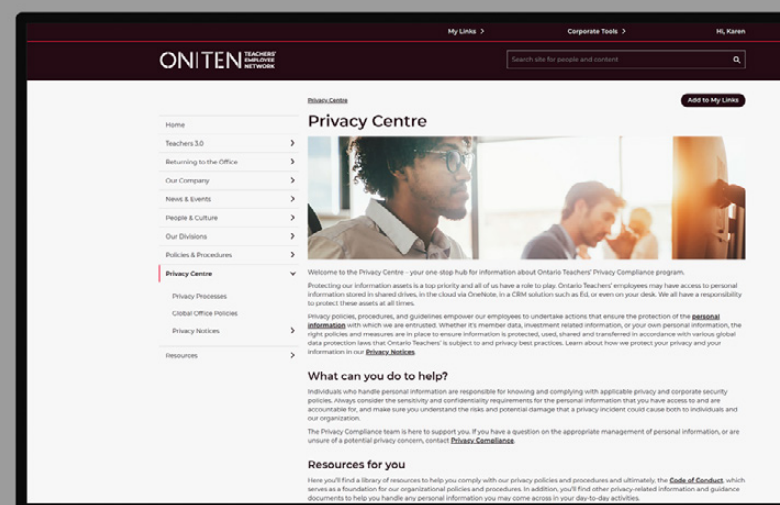 My Links >
Corporate Tools >
Hi, Karen
ON|TEN TEACHERS'
EMPLOYEE
NETWORK
Search site for people and content
Privacy Centre
Add to My Links
Home
Teachers 3.0
Returning to the Office
Our Company
News & Events
People & Culture
Our Divisions
Policies & Procedures
Privacy Centre
Privacy Processes
Global Office Policies
Privacy Notices
Resources
Privacy Centre
Welcome to the Privacy Centre - your one-stop hub for information about Ontario Teachers' Privacy Compliance program.
Protecting our information assets is a top priority and all of us have a role to play. Ontario Teachers' employees may have access to personal
information stored in shared drives, in the cloud via OneNote, in a CRM solution such as Ed, or even on your desk. We all have a responsibility
to protect these assets at all times.
Privacy policies, procedures, and guidelines empower our employees to undertake actions that ensure the protection of the personal
information with which we are entrusted. Whether it's member data, investment related information, or your own personal information, the
right policies and measures are in place to ensure information is protected, used, shared and transferred in accordance with various global
data protection laws that Ontario Teachers' is subject to and privacy best practices. Learn about how we protect your privacy and your
information in our Privacy Notices.
What can you do to help?
Individuals who handle personal information are responsible for knowing and complying with applicable privacy and corporate security
policies. Always consider the sensitivity and confidentiality requirements for the personal information that you have access to and are
accountable for, and make sure you understand the risks and potential damage that a privacy incident could cause both to individuals and
our organization.
The Privacy Compliance team is here to support you. If you have a question on the appropriate management of personal information, or are
unsure of a potential privacy concern, contact Privacy Compliance.
Resources for you
Here you'll find a library of resources to help you comply with our privacy policies and procedures and ultimately, the Code of Conduct, which
serves as a foundation for our organizational policies and procedures. In addition, you'll find other privacy-related information and guidance
documents to help you handle any personal information you may come across in your day-to-day activities.